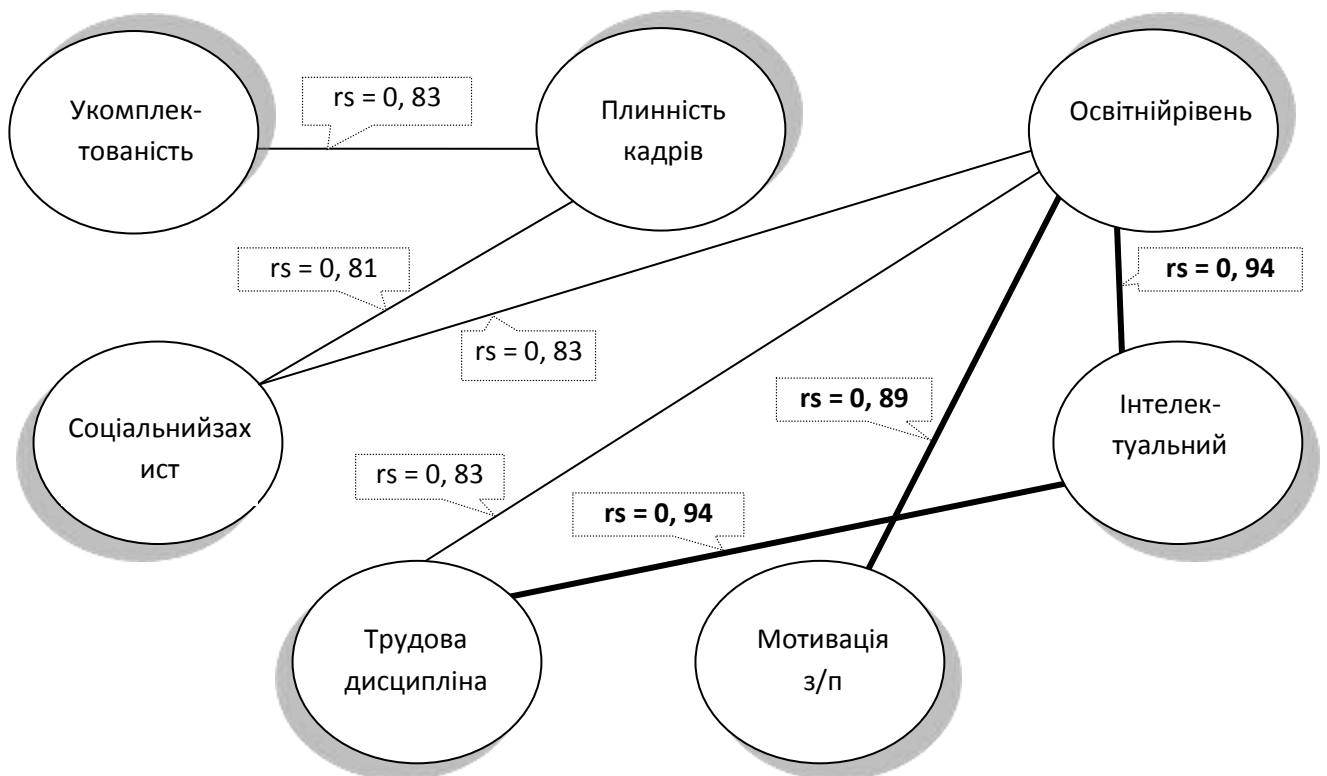 Укомплек-
тованість
rs = 0, 83
Плинність
кадрів
Освітнійрівень
rs = 0, 81
rs = 0, 94
rs = 0, 83
rs = 0, 89
Соціальнийзах
ист
Інтелек-
туальний
rs = 0, 83
rs = 0, 94
Трудова
дисципліна
Мотивація
з/п